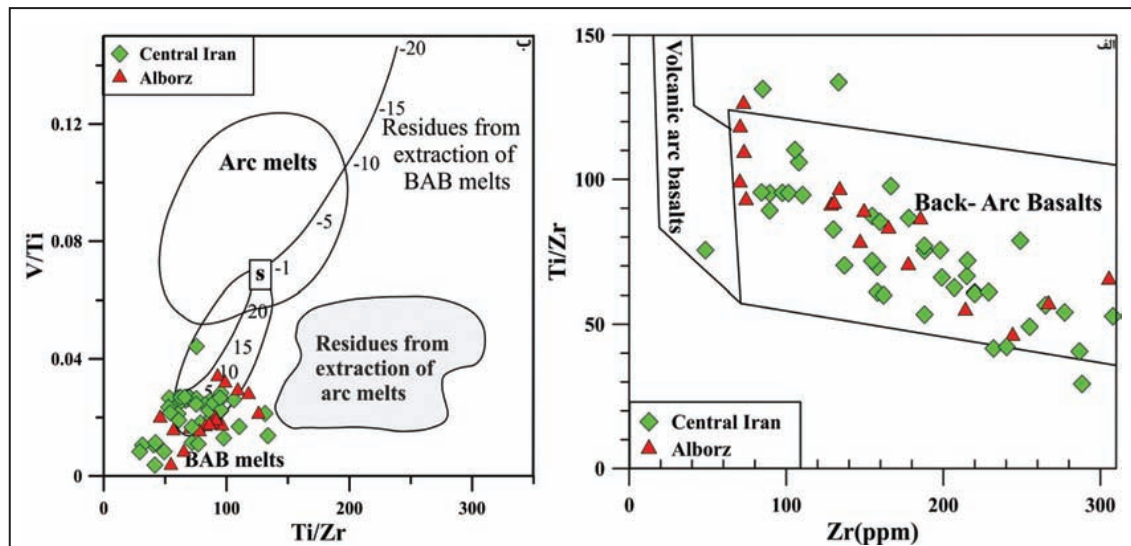 ب
Central Iran
Alborz
-20
-15
Residues from
extraction of
BAB melts
-10
Arc melts
-5
-1
s
20
15
10
5
Residues from
extraction of
arc melts
BAB melts
V/Ti
0.12
0.08
0.04
0
0 100 200 300
Ti/Zr
الف
Volcanic arc
basalts
Back- Arc Basalts
Central Iran
Alborz
Ti/Zr
150
100
50
0
0 100 200 300
Zr(ppm)